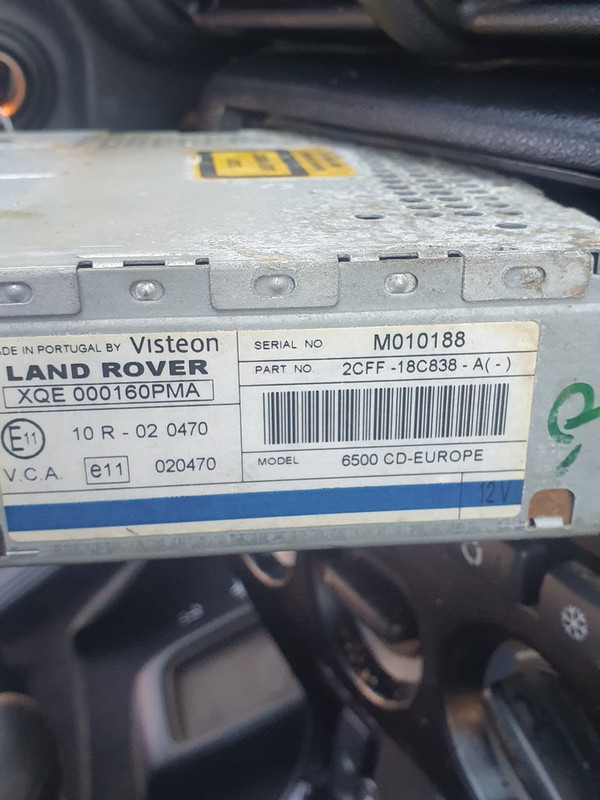 ADE IN PORTUGAL BY Visteon
LAND ROVER
XQE 000160PMA
E11 10 R - 02 0470
V.C.A. e11 020470
SERIAL NO M010188
PART NO 2CFF -18C838 - A( - )
MODEL 6500 CD-EUROPE
12V